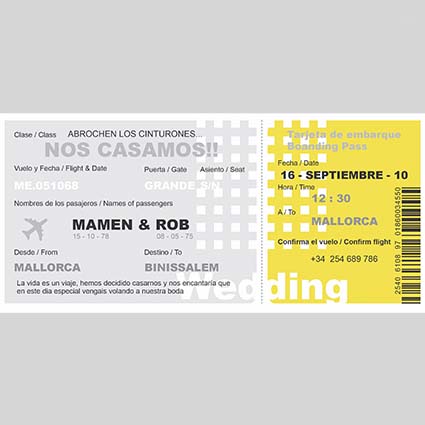 Clase / Class ABROCHEN LOS CINTURONES...
NOS CASAMOS!!
Vuelo y Fecha / Flight & Date Puerta / Gate Asiento / Seat
ME.051068 GRANDE S/N
Nombres de los pasajeros / Names of passengers
MAMEN & ROB
15 - 10 - 78 08 - 05 - 75
Desde / From Destino / To
MALLORCA BINISSALEM
La vida es un viaje, hemos decidido casarnos y nos encantaría que
en este día especial vengais volando a nuestra boda
Wedding
Tarjeta de embarque
Boanding Pass
Fecha / Date
16 - SEPTIEMBRE - 10
Hora / Time
12 : 30
A / To
MALLORCA
Confirma el vuelo / Confirm flight
+34 254 689 786
2540 6108 97 01860034550